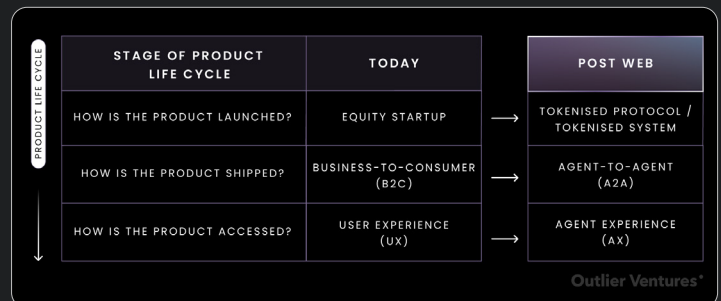 PRODUCT LIFE CYCLE
STAGE OF PRODUCT
LIFE CYCLE
TODAY
POST WEB
HOW IS THE PRODUCT LAUNCHED?
EQUITY STARTUP
TOKENISED PROTOCOL /
TOKENISED SYSTEM
HOW IS THE PRODUCT SHIPPED?
BUSINESS-TO-CONSUMER
(B2C)
AGENT-TO-AGENT
(A2A)
HOW IS THE PRODUCT ACCESSED?
USER EXPERIENCE
(UX)
AGENT EXPERIENCE
(AX)
Outlier Ventures